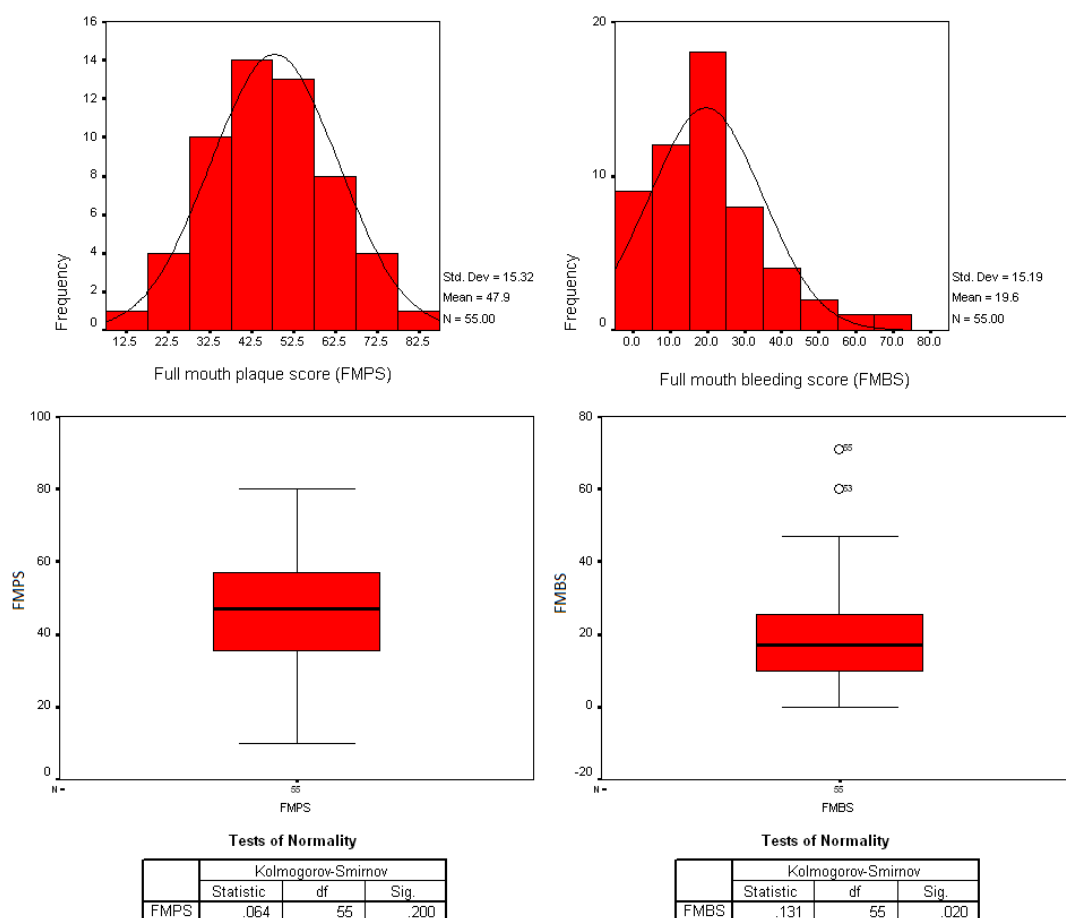 16
14
12
10
8
6
4
2
0
Frequency
12.5 22.5 32.5 42.5 52.5 62.5 72.5 82.5
Full mouth plaque score (FMPS)
Std. Dev = 15.32
Mean = 47.9
N = 55.00
20
10
0
Frequency
0.0 10.0 20.0 30.0 40.0 50.0 60.0 70.0 80.0
Full mouth bleeding score (FMBS)
Std. Dev = 15.19
Mean = 19.6
N = 55.00
100
80
60
40
20
0
FMPS
N =
55
FMPS
80
60
40
20
0
-20
FMBS
55
53
N =
55
FMBS
Tests of Normality
Kolmogorov-Smirnov
Statistic df Sig.
FMPS .064 55 .200
Tests of Normality
Kolmogorov-Smirnov
Statistic df Sig.
FMBS .131 55 .020